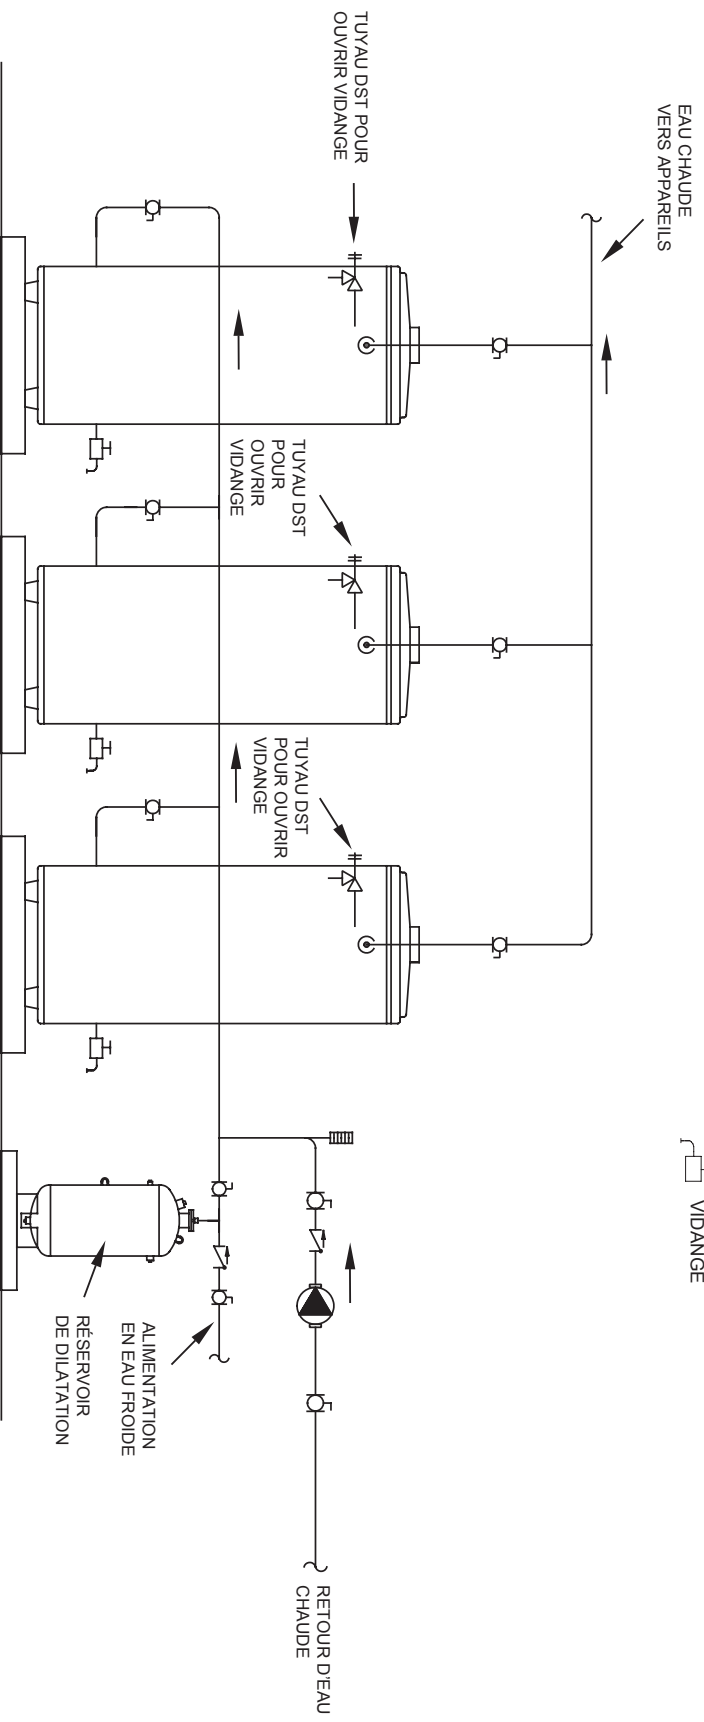 EAU CHAUDE
VERS APPAREILS
TUYAU DST POUR
OUVRIR VIDANGE
TUYAU DST
POUR
OUVRIR
VIDANGE
TUYAU DST
POUR OUVRIR
VIDANGE
VIDANGE
RETOUR D'EAU
CHAUDE
ALIMENTATION
EN EAU FROIDE
RÉSERVOIR
DE DILATATION